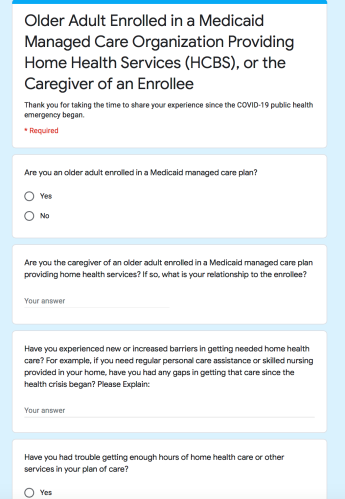 Older Adult Enrolled in a Medicaid
Managed Care Organization Providing
Home Health Services (HCBS), or the
Caregiver of an Enrollee
Thank you for taking the time to share your experience since the COVID-19 public health
emergency began.
* Required
Are you an older adult enrolled in a Medicaid managed care plan?
Yes
No
Are you the caregiver of an older adult enrolled in a Medicaid managed care plan
providing home health services? If so, what is your relationship to the enrollee?
Your answer
Have you experienced new or increased barriers in getting needed home health
care? For example, if you need regular personal care assistance or skilled nursing
provided in your home, have you had any gaps in getting that care since the
health crisis began? Please Explain:
Your answer
Have you had trouble getting enough hours of home health care or other
services in your plan of care?
Yes